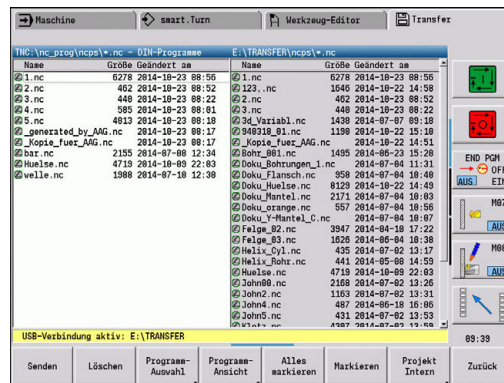 Maschine
smart.Turn
Werkzeug-Editor
Transfer
TNC:\nc_prog\ncps\*.nc - DIN-Programme
E:\TRANSFER\ncps\*.nc
Name Größe Geändert am
1.nc 6278 2014-10-23 08:56
2.nc 462 2014-10-23 08:52
3.nc 440 2014-10-23 08:22
4.nc 585 2014-10-23 08:01
5.nc 4013 2014-10-23 08:18
_generated_by_AAG.nc 2014-10-23 08:17
_Kopie_fuer_AAG.nc 2014-10-23 08:17
bar.nc 2155 2014-07-08 12:34
Huelse.nc 4719 2014-10-09 22:03
welle.nc 1988 2014-07-10 12:30
Name Größe Geändert am
1.nc 6278 2014-10-23 08:56
123,.nc 1646 2014-10-22 14:58
2.nc 462 2014-10-23 08:52
3.nc 440 2014-10-23 08:22
3d_Variabl.nc 1430 2014-07-07 09:10
940318_01.nc 1190 2014-10-22 15:10
_Kopie_fuer_AAG.nc 2014-10-22 14:51
Bohr_001.nc 1495 2014-06-23 15:20
Doku_Bohrungen_1.nc 2014-07-04 11:31
Doku_Flansch.nc 958 2014-07-04 10:40
Doku_Huelse.nc 8129 2014-10-22 14:49
Doku_Mantel.nc 2171 2014-07-04 10:03
Doku_orange.nc 557 2014-07-04 10:56
Doku_Y-Mantel_C.nc 2014-07-04 10:07
Felge_02.nc 3947 2014-04-10 17:22
Felge_03.nc 1626 2014-06-04 10:38
Helix_Cyl.nc 435 2014-07-02 13:17
Helix_Rohr.nc 441 2014-05-08 14:59
Huelse.nc 4719 2014-10-09 22:03
John00.nc 2168 2014-07-02 13:26
John2.nc 1163 2014-07-02 13:31
John4.nc 487 2014-06-18 16:06
John5.nc 431 2014-07-02 13:53
Klotz.nc 4307 2014-07-02 13:59
USB-Verbindung aktiv: E:\TRANSFER
END PGM
OFF
AUS EIN
AUS
AUS
09:39
Senden
Löschen
Programm-Auswahl
Programm-Ansicht
Alles markieren
Markieren
Projekt Intern
Zurück